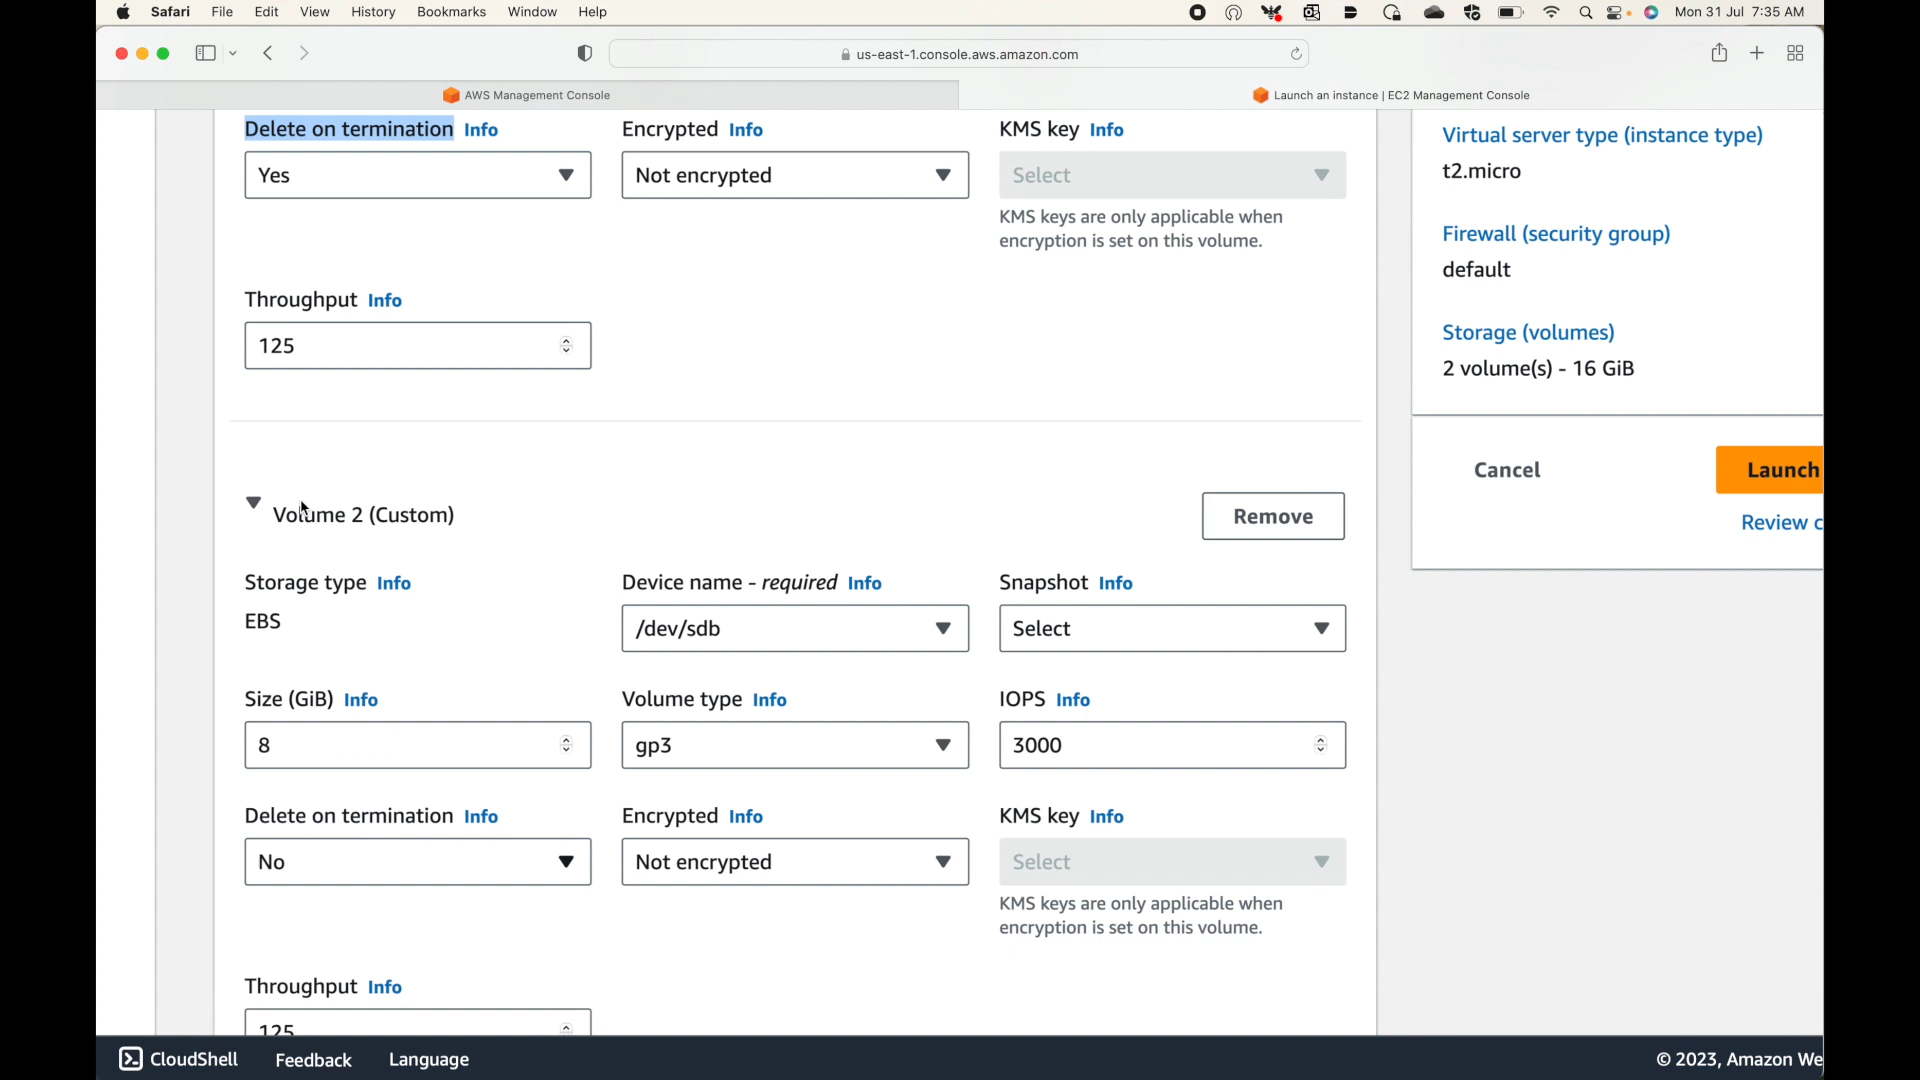 Safari File Edit View History Bookmarks Window Help Mon 31 Jul 7:35 AM
us-east-1.console.aws.amazon.com
AWS Management Console Launch an instance | EC2 Management Console
Delete on termination Info Encrypted Info KMS key Info
Yes Not encrypted Select
KMS keys are only applicable when
encryption is set on this volume.
Throughput Info
125
Volume 2 (Custom) Remove
Storage type Info Device name - required Info Snapshot Info
EBS /dev/sdb Select
Size (GiB) Info Volume type Info IOPS Info
8 gp3 3000
Delete on termination Info Encrypted Info KMS key Info
No Not encrypted Select
KMS keys are only applicable when
encryption is set on this volume.
Throughput Info
125
Virtual server type (instance type)
t2.micro
Firewall (security group)
default
Storage (volumes)
2 volume(s) - 16 GiB
Cancel Launch
Review c
CloudShell Feedback Language © 2023, Amazon We